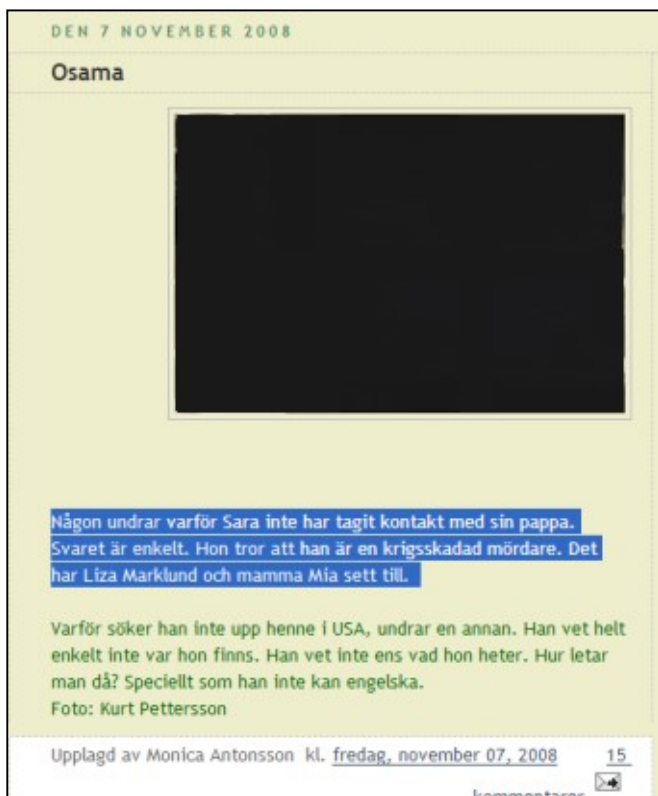 DEN 7 NOVEMBER 2008
Osama
Någon undrar varför Sara inte har tagit kontakt med sin pappa.
Svaret är enkelt. Hon tror att han är en krigsskadad mördare. Det
har Liza Marklund och mamma Mia sett till.
Varför söker han inte upp henne i USA, undrar en annan. Han vet helt
enkelt inte var hon finns. Han vet inte ens vad hon heter. Hur letar
man då? Speciellt som han inte kan engelska.
Foto: Kurt Pettersson
Upplagd av Monica Antonsson kl. fredag, november 07, 2008 15
kommentarer